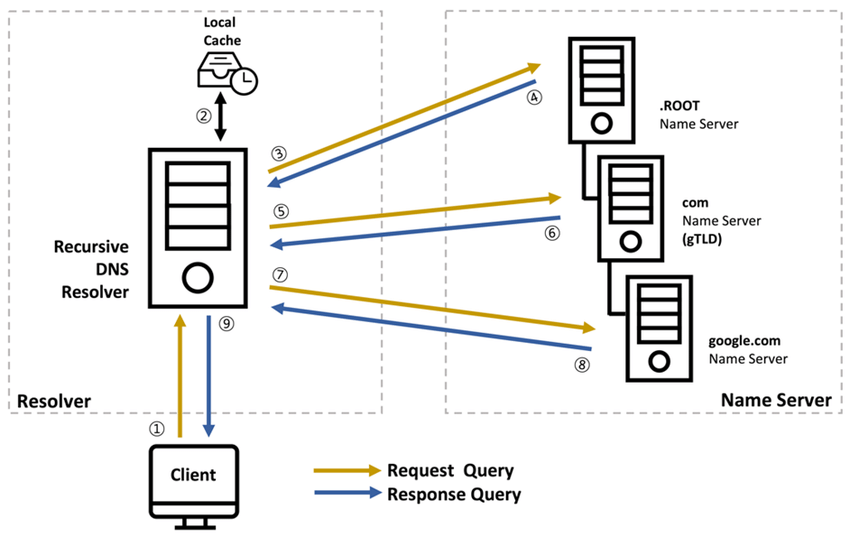 Local
Cache
②
③
④
.ROOT
Name Server
⑤
⑥
com
Name Server
(gTLD)
Recursive
DNS
Resolver
⑦
⑧
google.com
Name Server
⑨
Resolver
Name Server
①
Client
Request Query
Response Query